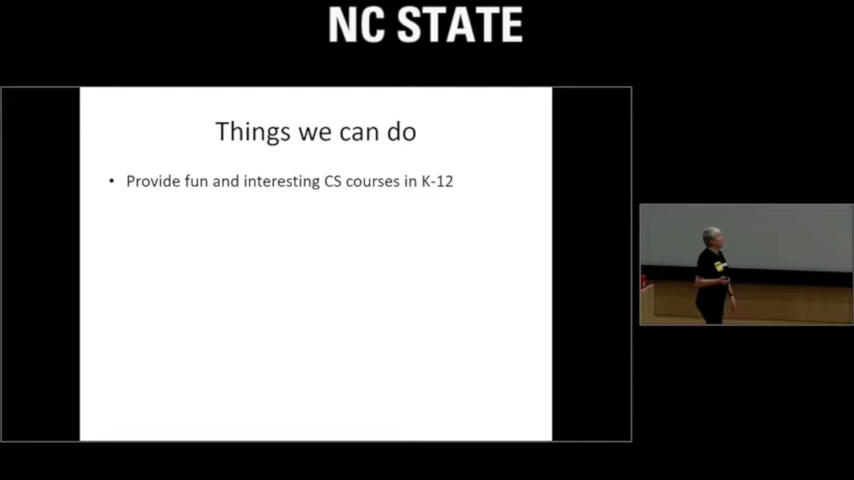 NC STATE
Things we can do
• Provide fun and interesting CS courses in K-12